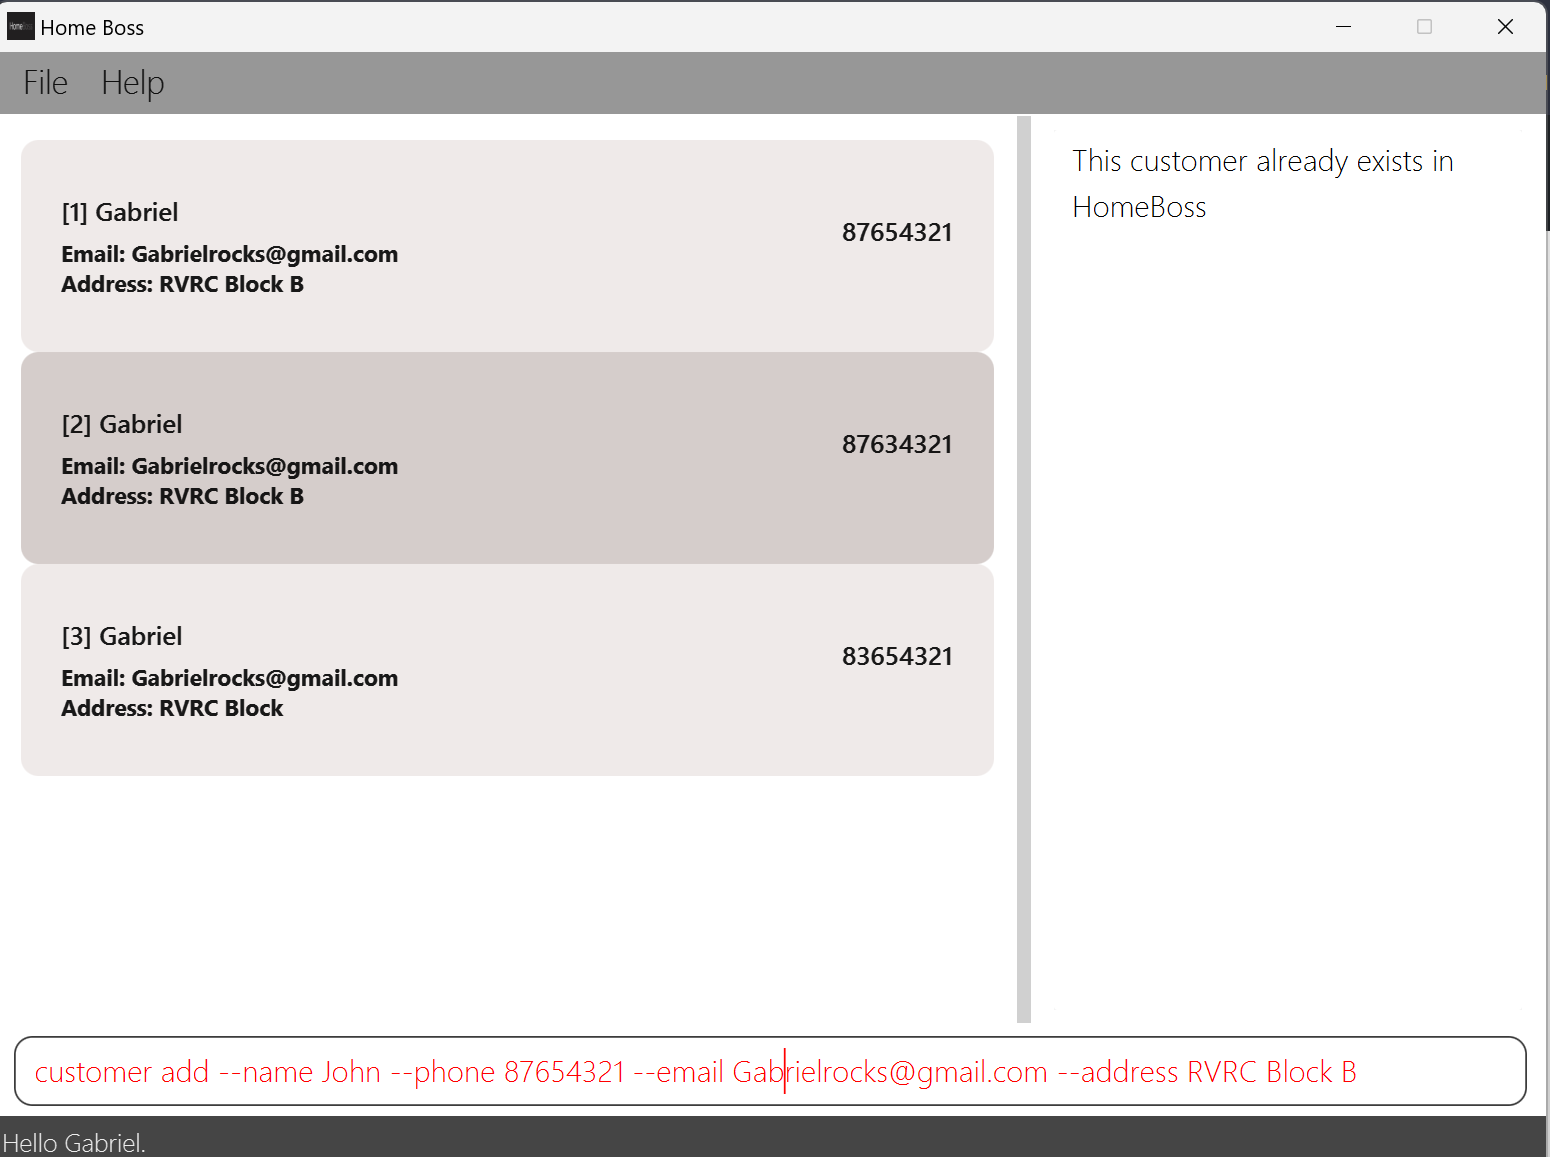 Home Boss
File Help
[1] Gabriel
87654321
Email: Gabrielrocks@gmail.com
Address: RVRC Block B
[2] Gabriel
87634321
Email: Gabrielrocks@gmail.com
Address: RVRC Block B
[3] Gabriel
83654321
Email: Gabrielrocks@gmail.com
Address: RVRC Block
This customer already exists in
HomeBoss
customer add --name John --phone 87654321 --email Gabrielrocks@gmail.com --address RVRC Block B
Hello Gabriel.